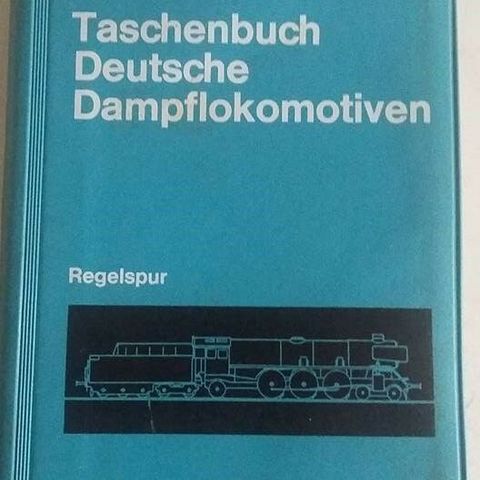 Taschenbuch
Deutsche
Dampflokomotiven
Regelspur